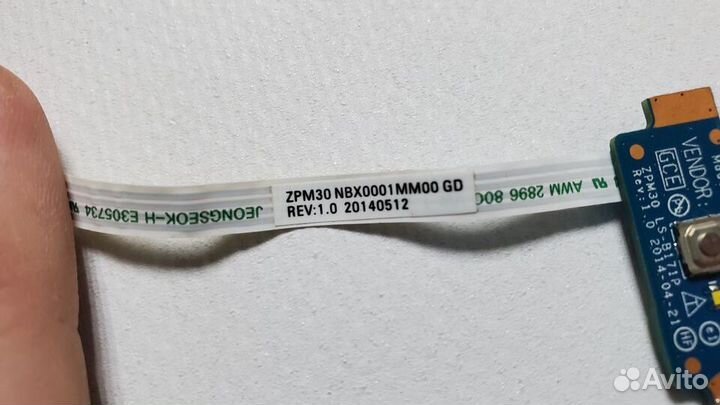 ZPM30 NBX0001MM00 GD
REV:1.0 20140512
JEONGSEOK-H E305734
AWM 2896 80C
VENDOR:
GCE
ZPM30 LS-B171P
Rev:1.0 2014-04-21
HF
Avito